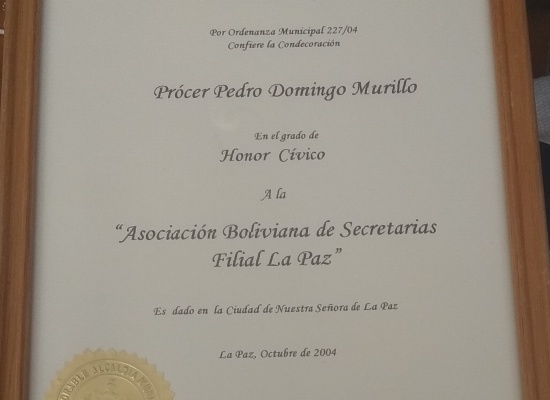 Por Ordenanza Municipal 227/04
Confiere la Condecoración
Prócer Pedro Domingo Murillo
En el grado de
Honor Cívico
A la
“Asociación Boliviana de Secretarias
Filial La Paz”
Es dado en la Ciudad de Nuestra Señora de La Paz
La Paz, Octubre de 2004
ORABLE ALCALDIA